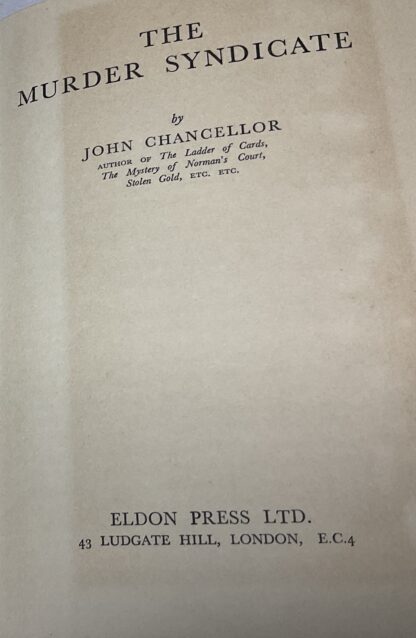 THE
MURDER SYNDICATE
by
JOHN CHANCELLOR
AUTHOR OF The Ladder of Cards,
The Mystery of Norman's Court,
Stolen Gold, ETC. ETC.
ELDON PRESS LTD.
43 LUDGATE HILL, LONDON, E.C.4